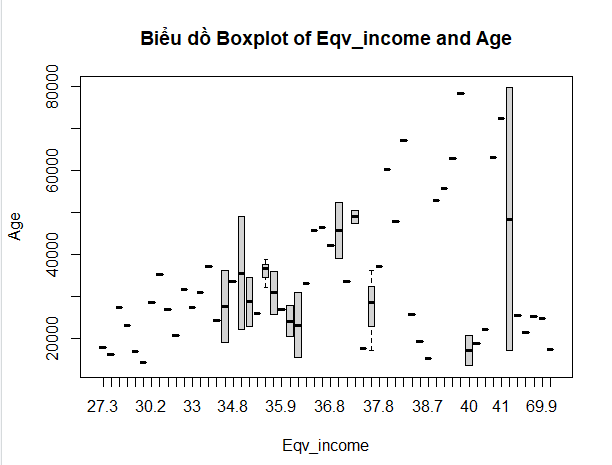 Biểu dồ Boxplot of Eqv_income and Age
Age
80000
60000
40000
20000
27.3 30.2 33 34.8 35.9 36.8 37.8 38.7 40 41 69.9
Eqv_income